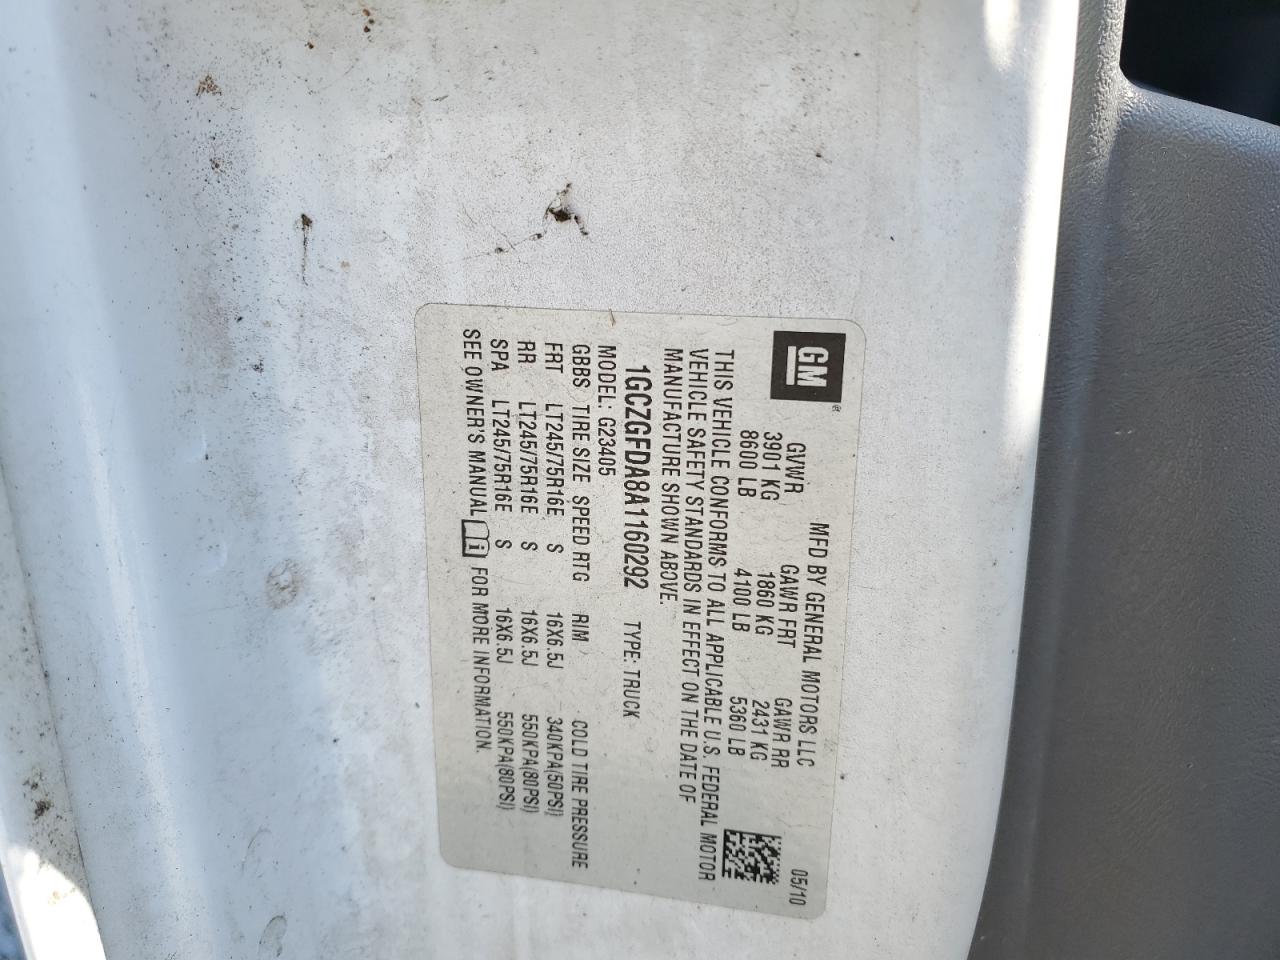 GM
MFD BY GENERAL MOTORS LLC 05/10
GVWR GAWR FRT GAWR RR
3901 KG 1860 KG 2431 KG
8600 LB 4100 LB 5360 LB
THIS VEHICLE CONFORMS TO ALL APPLICABLE U.S. FEDERAL MOTOR
VEHICLE SAFETY STANDARDS IN EFFECT ON THE DATE OF
MANUFACTURE SHOWN ABOVE.
1GCZGFDA8A1160292 TYPE: TRUCK
MODEL: G23405
GBBS TIRE SIZE SPEED RTG RIM COLD TIRE PRESSURE
FRT LT245/75R16E S 16X6.5J 340KPA(50PSI)
RR LT245/75R16E S 16X6.5J 550KPA(80PSI)
SPA LT245/75R16E S 16X6.5J 550KPA(80PSI)
SEE OWNER'S MANUAL FOR MORE INFORMATION.